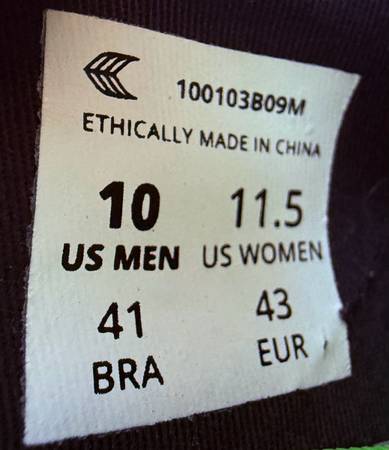 100103B09M
ETHICALLY MADE IN CHINA
10 11.5
US MEN US WOMEN
41 43
BRA EUR